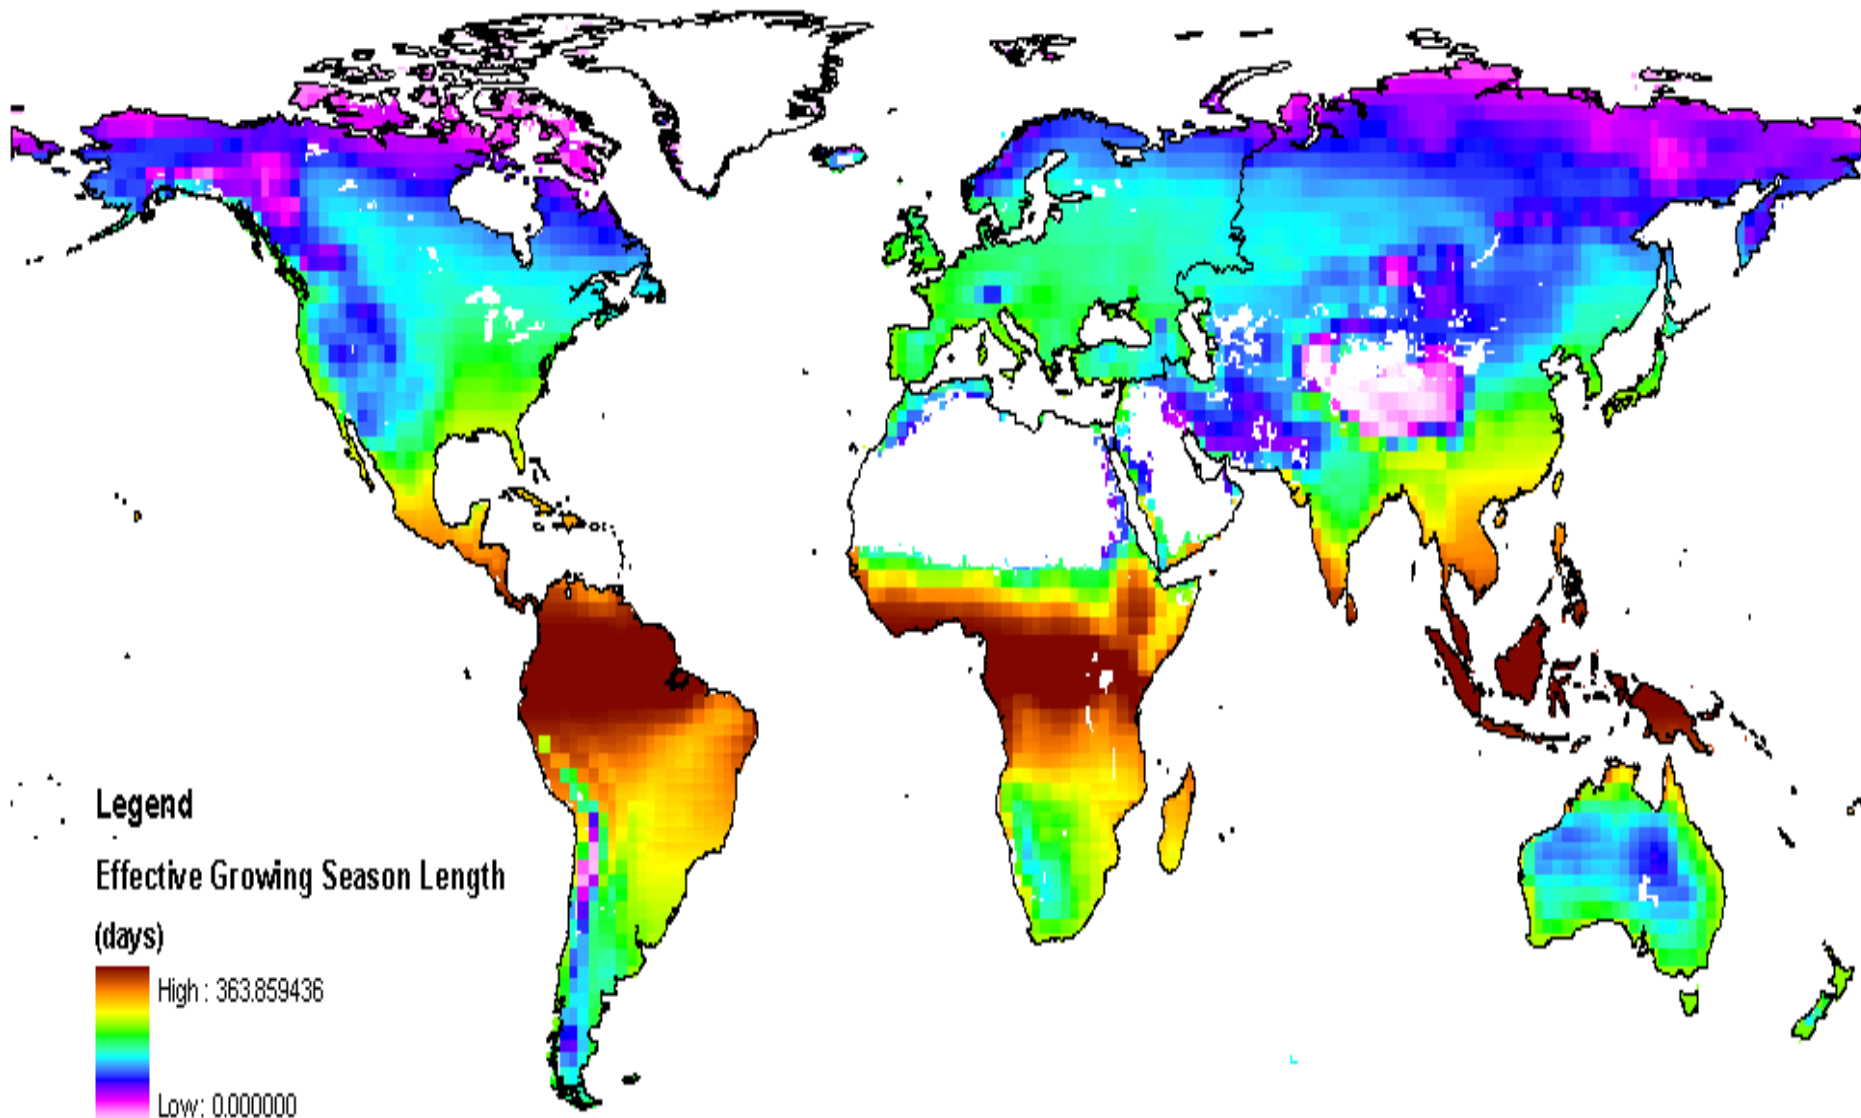 Legend
Effective Growing Season Length
(days)
High : 363.859436
Low : 0.000000